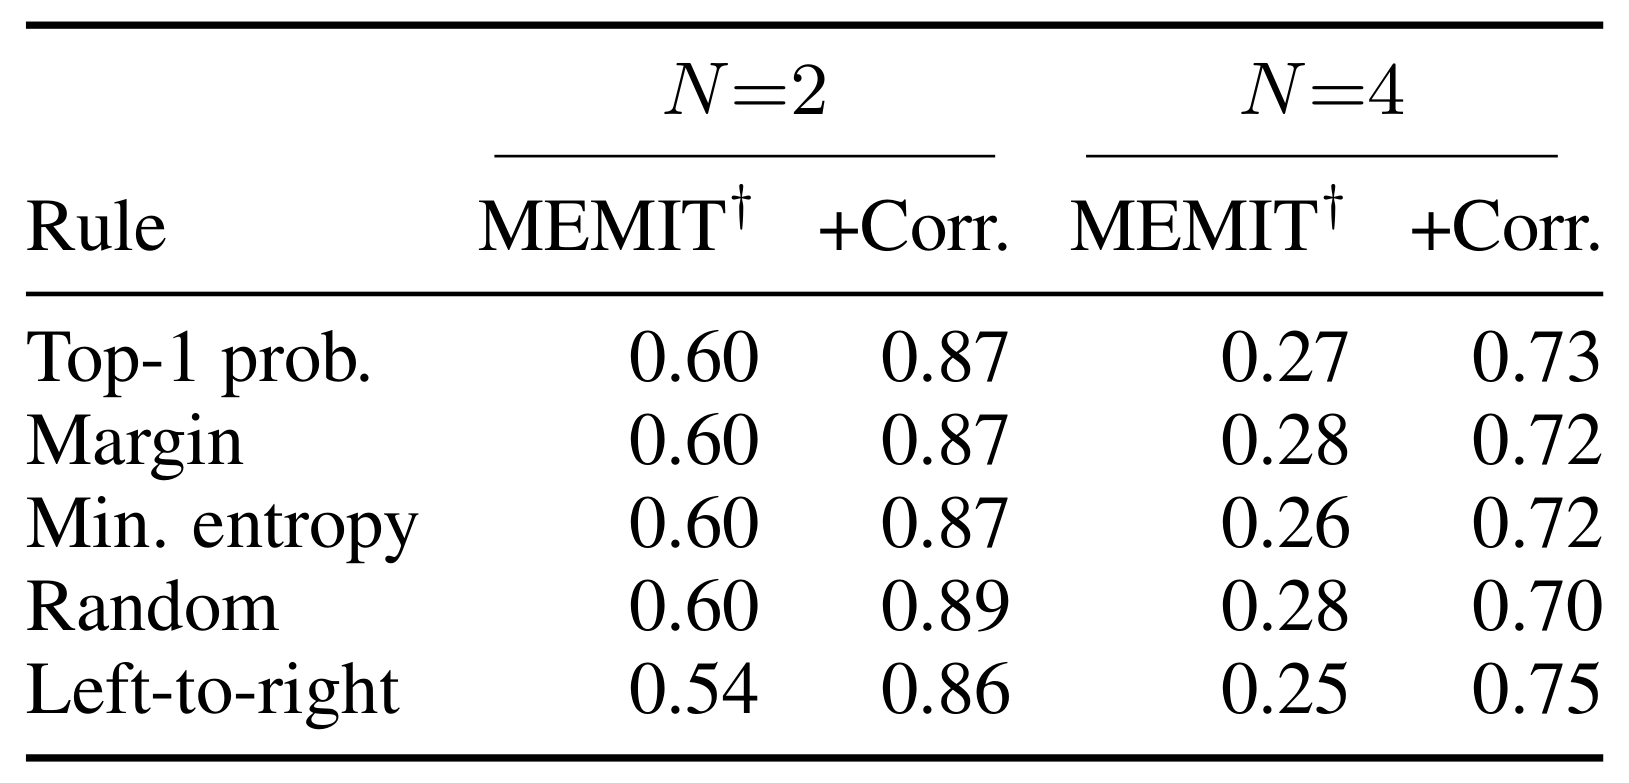 N=2 N=4
Rule MEMIT† +Corr. MEMIT† +Corr.
Top-1 prob. 0.60 0.87 0.27 0.73
Margin 0.60 0.87 0.28 0.72
Min. entropy 0.60 0.87 0.26 0.72
Random 0.60 0.89 0.28 0.70
Left-to-right 0.54 0.86 0.25 0.75